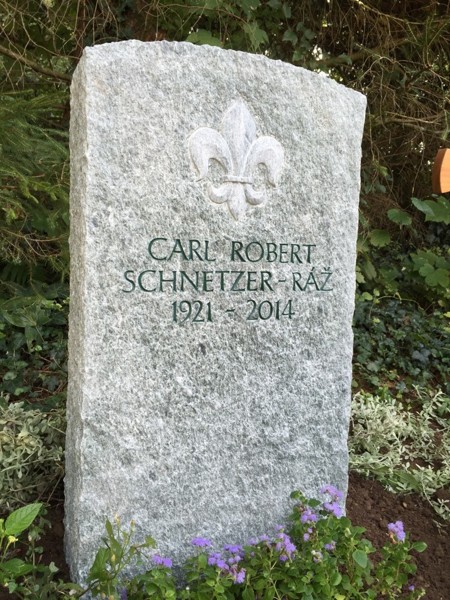 CARL ROBERT
SCHNETZER-RÁŽ
1921 - 2014